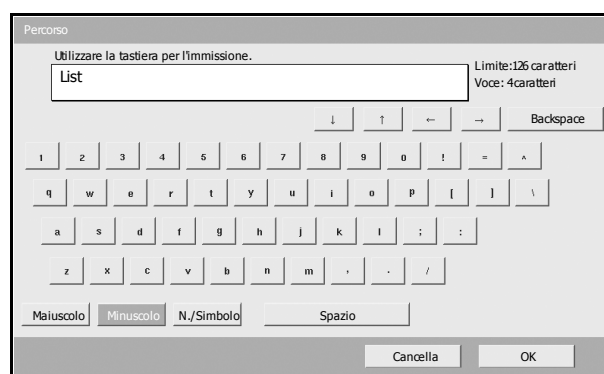 Percorso
Utilizzare la tastiera per l'immissione.
Limite:126 caratteri
List
Voce: 4caratteri
↓ ↑ ← → Backspace
1 2 3 4 5 6 7 8 9 0 ! = ^
q w e r t y u i o p [ ] \
a s d f g h j k l ; :
z x c v b n m , . /
Maiuscolo Minuscolo N./Simbolo Spazio
Cancella OK